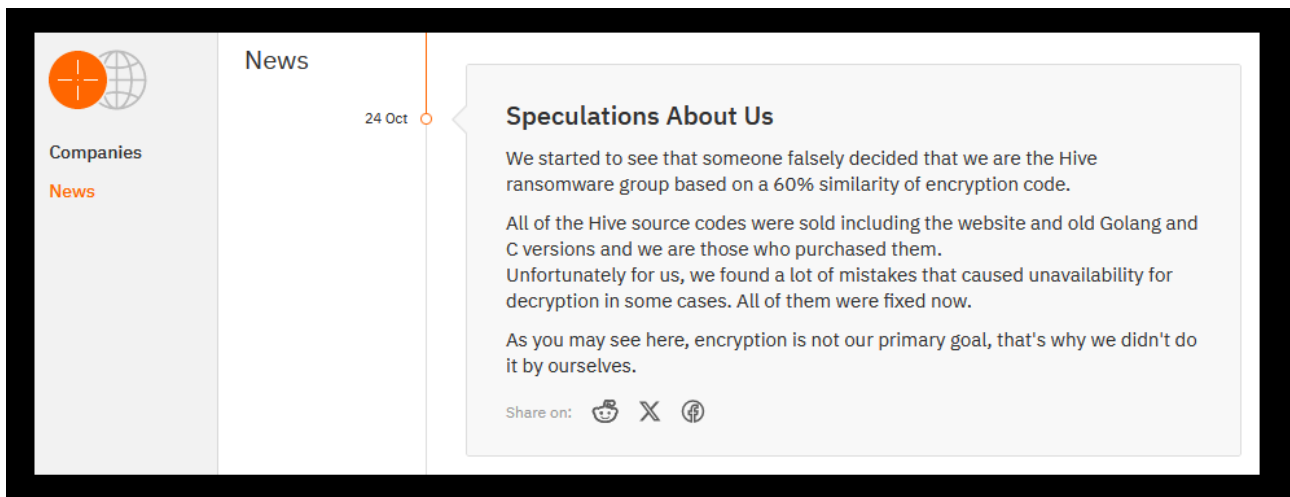 News
Companies
News
24 Oct
Speculations About Us
We started to see that someone falsely decided that we are the Hive
ransomware group based on a 60% similarity of encryption code.
All of the Hive source codes were sold including the website and old Golang and
C versions and we are those who purchased them.
Unfortunately for us, we found a lot of mistakes that caused unavailability for
decryption in some cases. All of them were fixed now.
As you may see here, encryption is not our primary goal, that's why we didn't do
it by ourselves.
Share on: